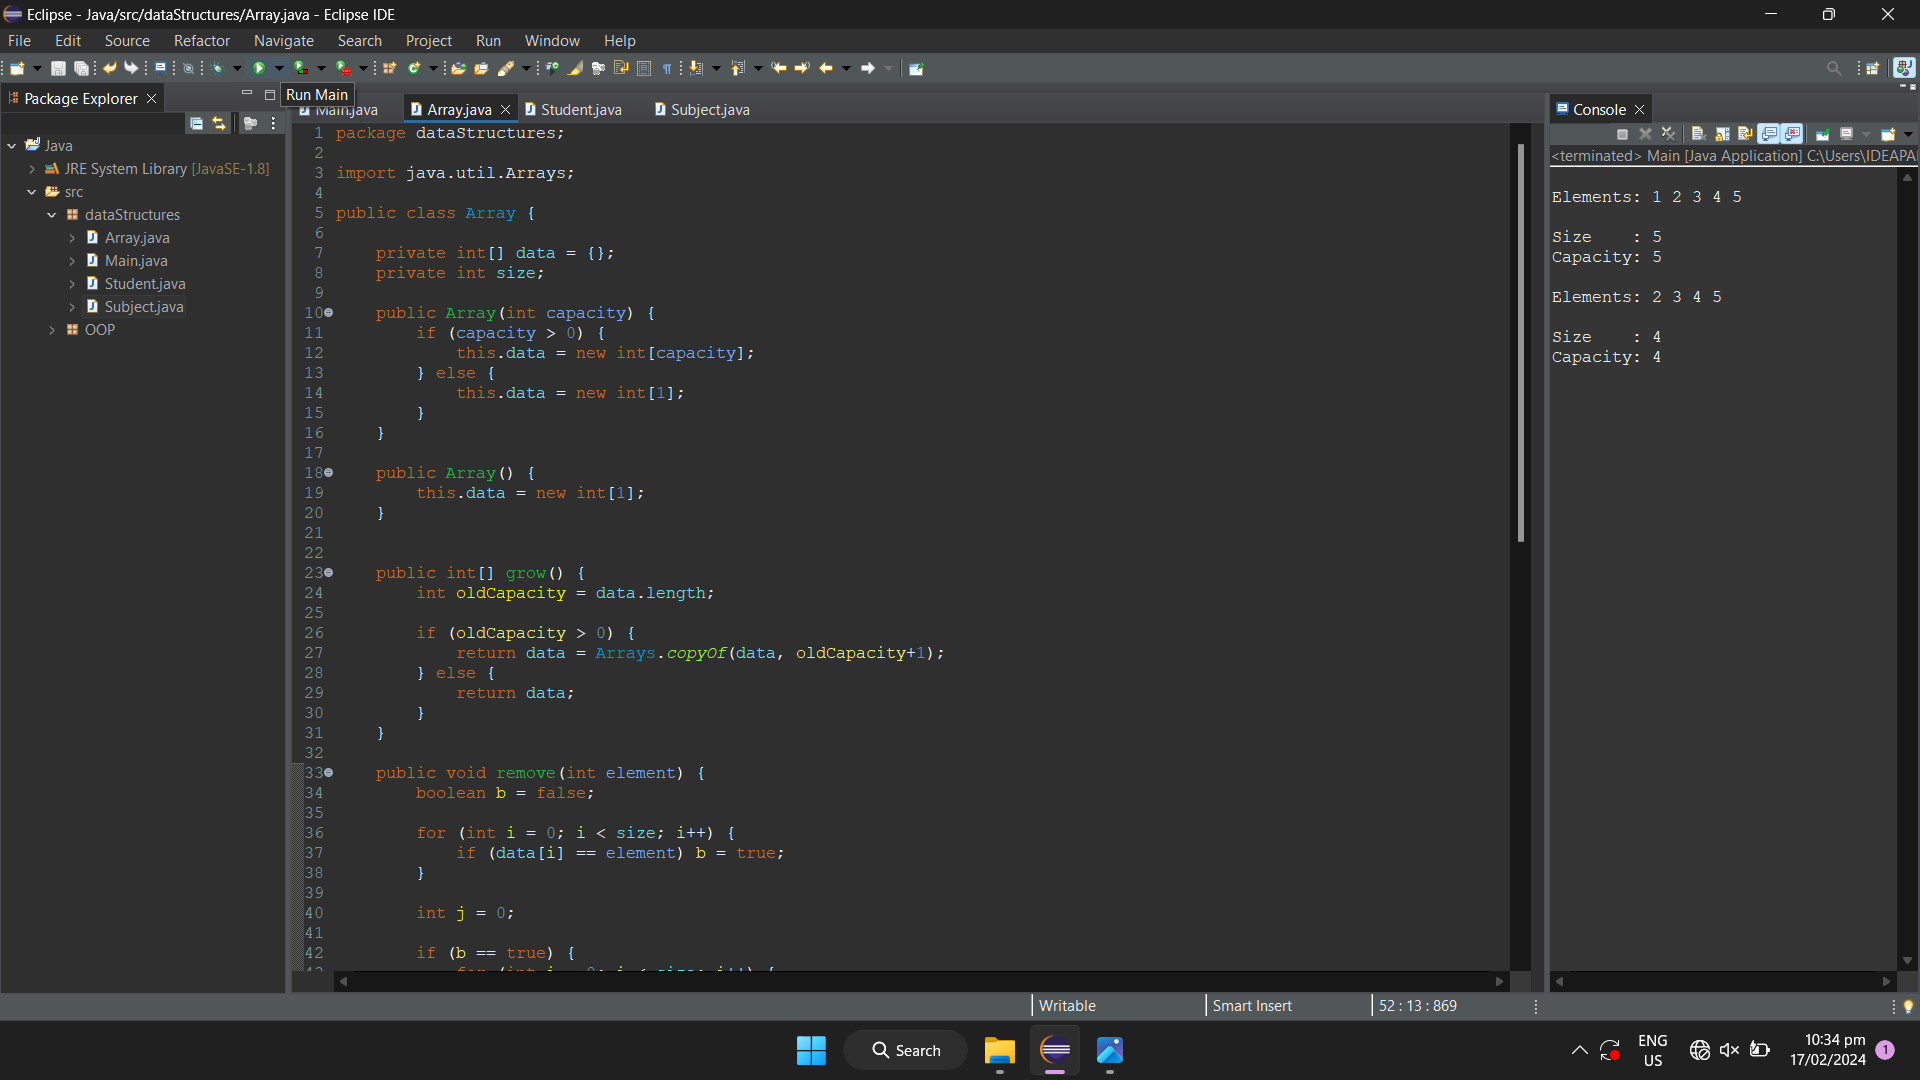 Eclipse - Java/src/dataStructures/Array.java - Eclipse IDE
File Edit Source Refactor Navigate Search Project Run Window Help
Package Explorer
Run Main
Main.java Array.java Student.java Subject.java
Java
JRE System Library [JavaSE-1.8]
src
dataStructures
Array.java
Main.java
Student.java
Subject.java
OOP
1 package dataStructures;
2
3 import java.util.Arrays;
4
5 public class Array {
6
7 private int[] data = {};
8 private int size;
9
10 public Array(int capacity) {
11 if (capacity > 0) {
12 this.data = new int[capacity];
13 } else {
14 this.data = new int[1];
15 }
16 }
17
18 public Array() {
19 this.data = new int[1];
20 }
21
22
23 public int[] grow() {
24 int oldCapacity = data.length;
25
26 if (oldCapacity > 0) {
27 return data = Arrays.copyOf(data, oldCapacity+1);
28 } else {
29 return data;
30 }
31 }
32
33 public void remove(int element) {
34 boolean b = false;
35
36 for (int i = 0; i < size; i++) {
37 if (data[i] == element) b = true;
38 }
39
40 int j = 0;
41
42 if (b == true) {
Console
<terminated> Main [Java Application] C:\Users\IDEAPA
Elements: 1 2 3 4 5
Size : 5
Capacity: 5
Elements: 2 3 4 5
Size : 4
Capacity: 4
Writable Smart Insert 52 : 13 : 869
Search
ENG
US
10:34 pm
17/02/2024
1